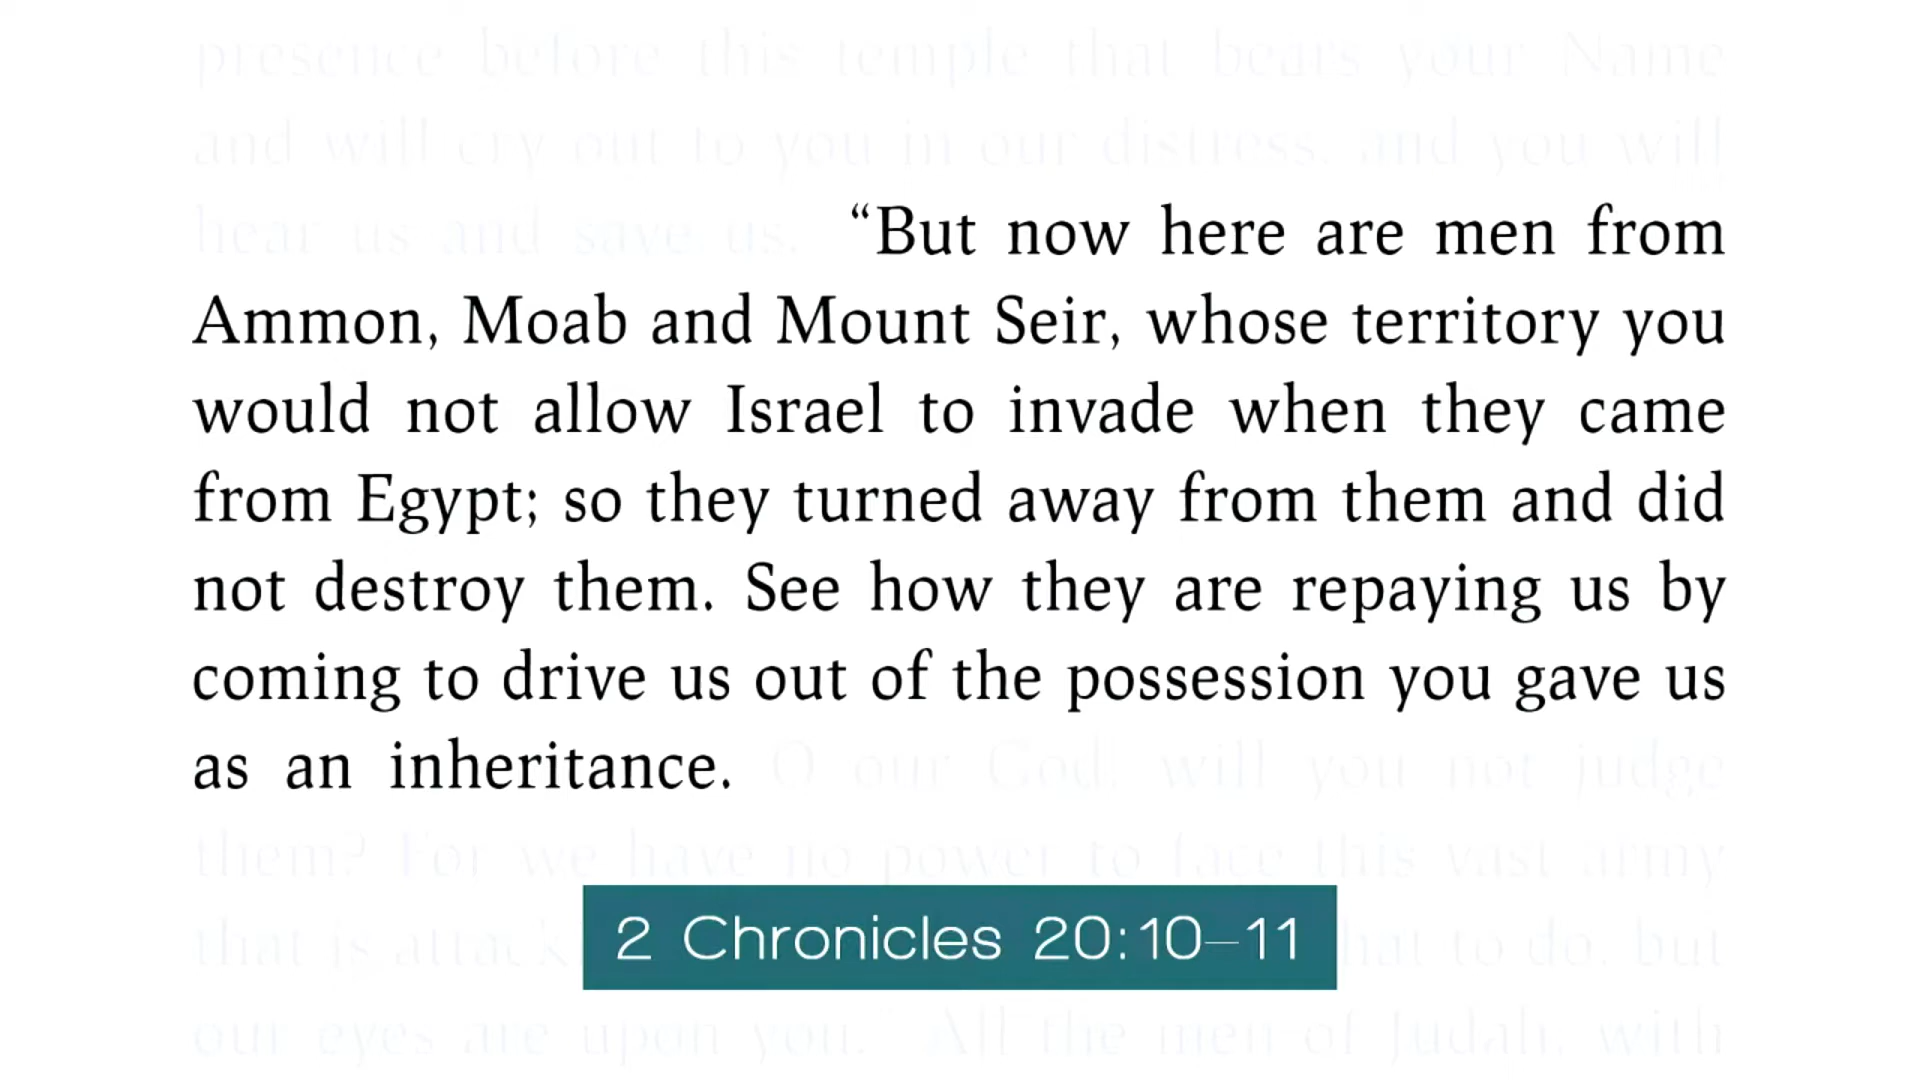 presence before this temple that bears your Name
and will cry out to you in our distress, and you will
hear us and save us. “But now here are men from
Ammon, Moab and Mount Seir, whose territory you
would not allow Israel to invade when they came
from Egypt; so they turned away from them and did
not destroy them. See how they are repaying us by
coming to drive us out of the possession you gave us
as an inheritance. O our God, will you not judge
them? For we have no power to face this vast army
that is attack hat to do, but
2 Chronicles 20:10–11
our eyes are upon you.” All the men of Judah, with